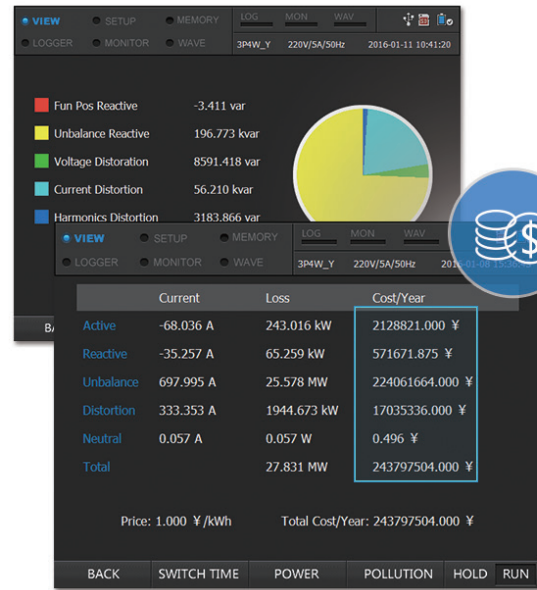 VIEW SETUP MEMORY LOG MON WAV
LOGGER MONITOR WAVE 3P4W_Y 220V/5A/50Hz 2016-01-11 10:41:20
Fun Pos Reactive -3.411 var
Unbalance Reactive 196.773 kvar
Voltage Distoration 8591.418 var
Current Distortion 56.210 kvar
Harmonics Distortion 3183.866 var
VIEW SETUP MEMORY LOG MON WAV
LOGGER MONITOR WAVE 3P4W_Y 220V/5A/50Hz
Current Loss Cost/Year
Active -68.036 A 243.016 kW 2128821.000 ¥
Reactive -35.257 A 65.259 kW 571671.875 ¥
Unbalance 697.995 A 25.578 MW 224061664.000 ¥
Distortion 333.353 A 1944.673 kW 17035336.000 ¥
Neutral 0.057 A 0.057 W 0.496 ¥
Total 27.831 MW 243797504.000 ¥
Price: 1.000 ¥/kWh Total Cost/Year: 243797504.000 ¥
BACK SWITCH TIME POWER POLLUTION HOLD RUN